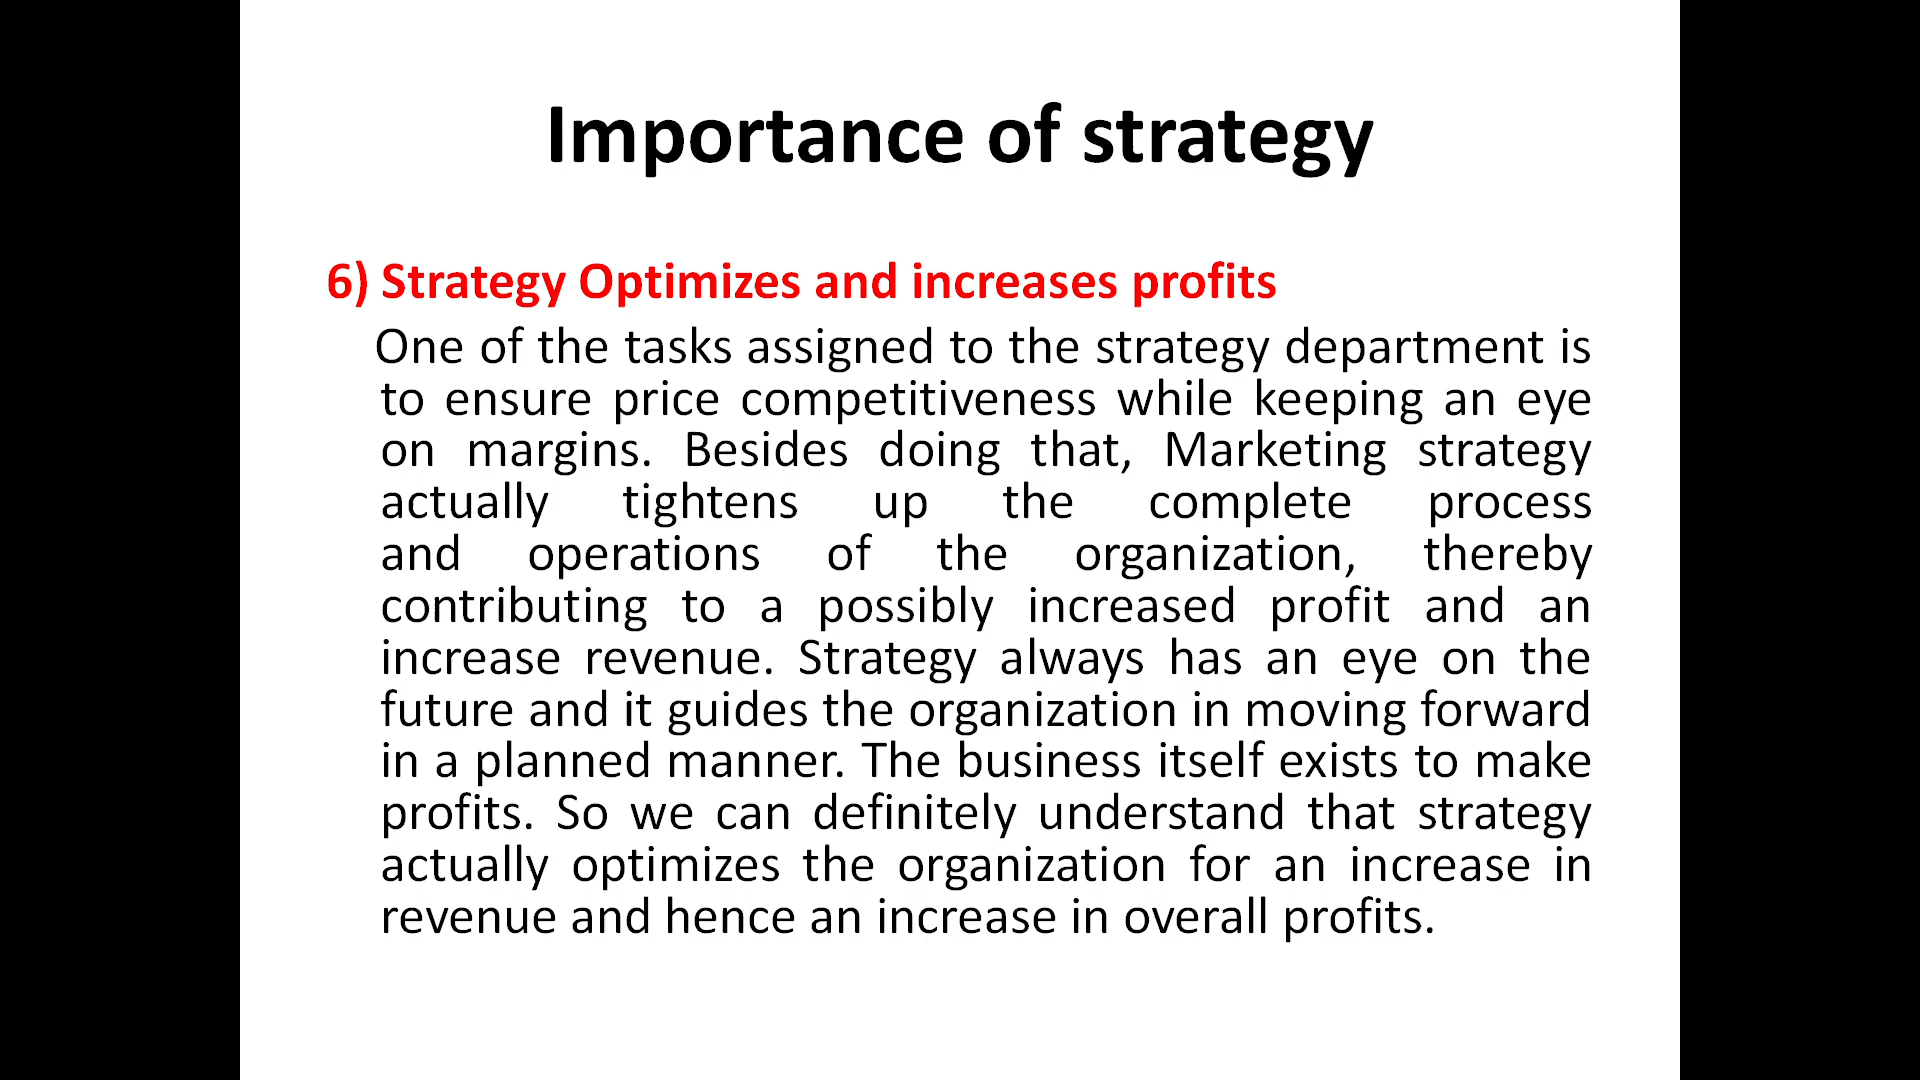 Importance of strategy
6) Strategy Optimizes and increases profits
One of the tasks assigned to the strategy department is
to ensure price competitiveness while keeping an eye
on margins. Besides doing that, Marketing strategy
actually tightens up the complete process
and operations of the organization, thereby
contributing to a possibly increased profit and an
increase revenue. Strategy always has an eye on the
future and it guides the organization in moving forward
in a planned manner. The business itself exists to make
profits. So we can definitely understand that strategy
actually optimizes the organization for an increase in
revenue and hence an increase in overall profits.